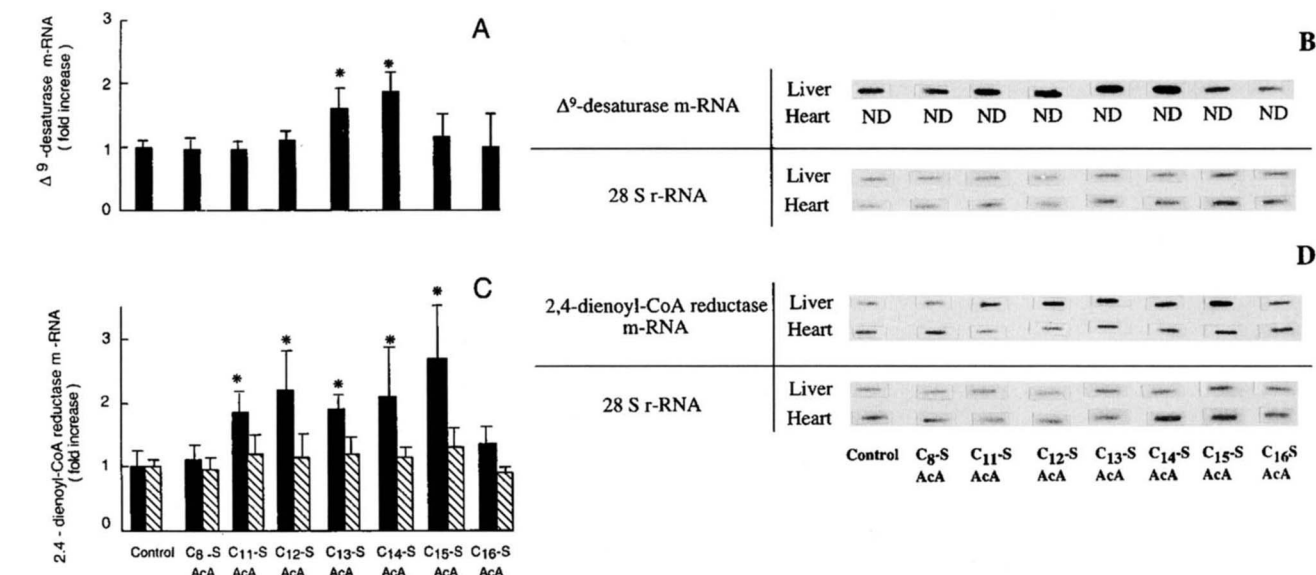 A
Δ 9 -desaturase m-RNA
( fold increase )
3
2
1
0
*
*
B
Δ9-desaturase m-RNA
Liver
Heart ND ND ND ND ND ND ND ND
28 S r-RNA
Liver
Heart
C
2.4 - dienoyl-CoA reductase m -RNA
( fold increase )
3
2
1
0
*
*
*
*
*
Control C8 -S C11-S C12-S C13-S C14-S C15-S C16-S
AcA AcA AcA AcA AcA AcA AcA
D
2,4-dienoyl-CoA reductase
m-RNA
Liver
Heart
28 S r-RNA
Liver
Heart
Control C8-S C11-S C12-S C13-S C14-S C15-S C16S
AcA AcA AcA AcA AcA AcA AcA